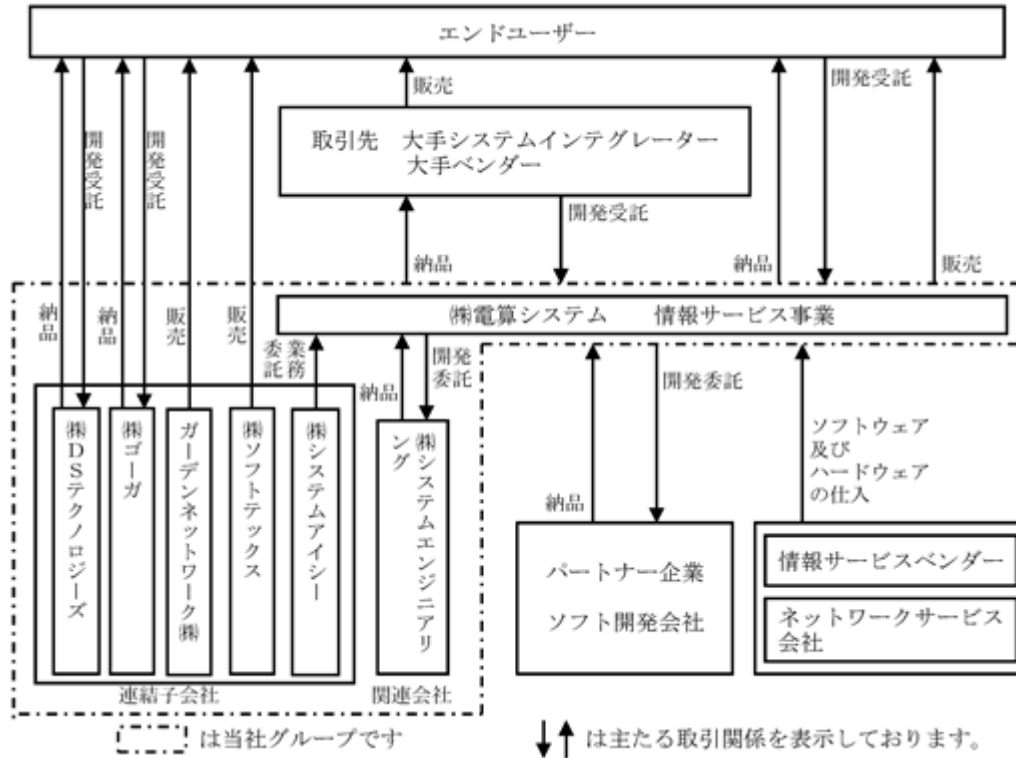 エンドユーザー
販売
開発受託
開発受託
開発受託
取引先 大手システムインテグレーター
大手ベンダー
開発受託
納品
納品
販売
納品
納品
販売
販売
㈱電算システム 情報サービス事業
業務
委託
納品
開発
委託
開発委託
㈱DSテクノロジーズ
㈱ゴーガ
ガーデンネットワーク㈱
㈱ソフトテックス
㈱システムアイシー
㈱システムエンジニアリ
ング
ソフトウェア
及び
ハードウェア
の仕入
納品
パートナー企業
ソフト開発会社
情報サービスベンダー
ネットワークサービス
会社
連結子会社
関連会社
は当社グループです
は主たる取引関係を表示しております。